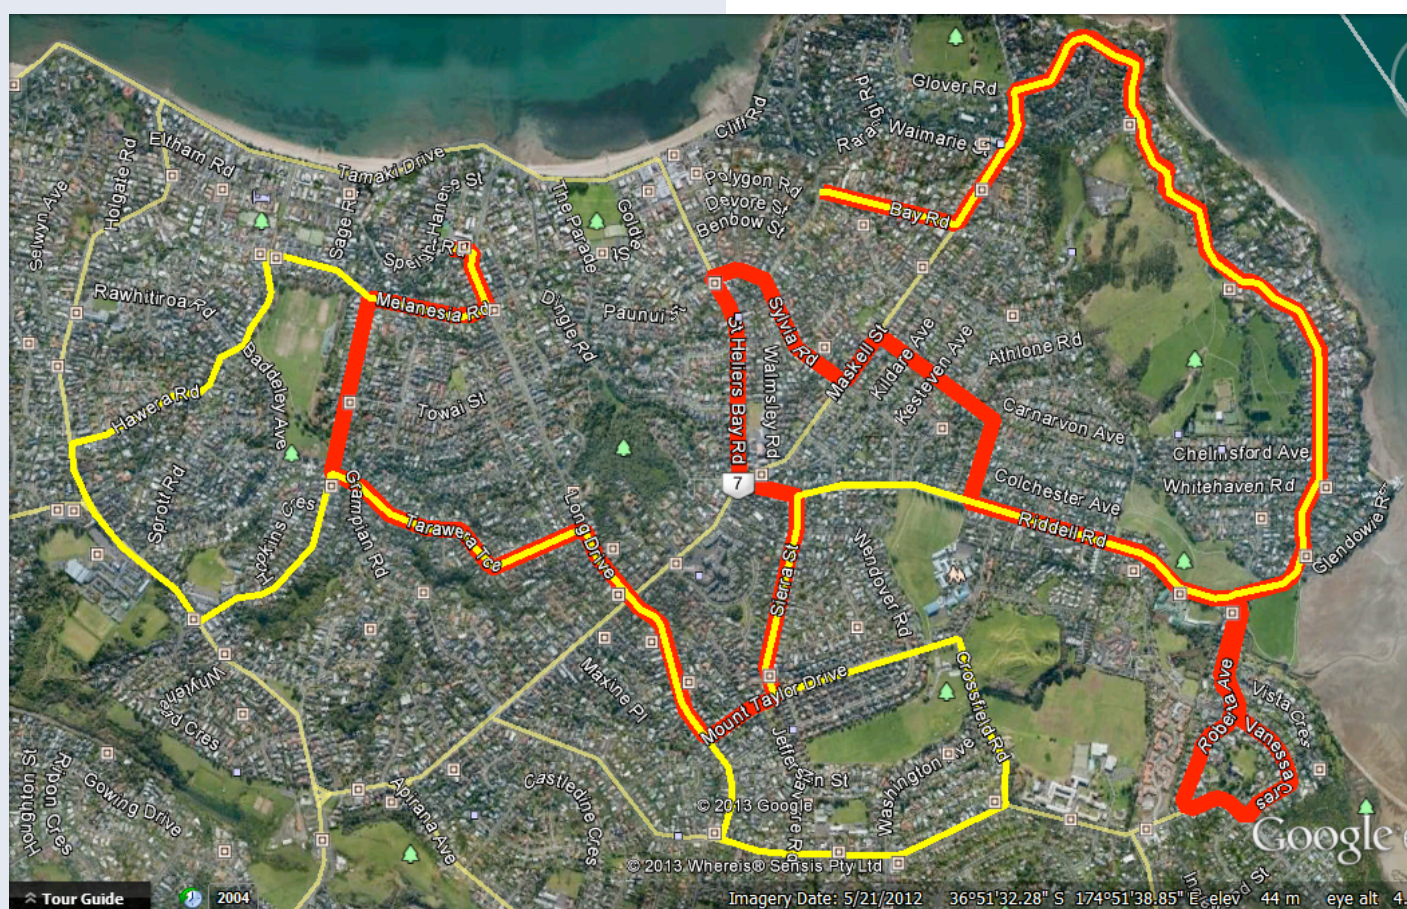 Glover Rd
Cliff Rd
Waimarie St
Eltham Rd
Tamaki Drive
Holgate Rd
Selwyn Ave
Polygon Rd
Devore St
Benbow St
Bay Rd
The Parade
Goldie St
Sage Rd
Rawhitiroa Rd
Melanesia Rd
Dingle Rd
Paunui St
St Heliers Bay Rd
Sylvia Rd
Walmsley Rd
Maskell St
Kildare Ave
Kesteven Ave
Athlone Rd
Baddeley Ave
Hawera Rd
Towai St
Carnarvon Ave
Chelmsford Ave
Whitehaven Rd
Colchester Ave
7
Sprott Rd
Hopkins Cres
Grampian Rd
Tarawera Tce
Long Drive
Sierra St
Wendover Rd
Riddell Rd
Glendowie Rd
Maxine Pl
Mount Taylor Drive
Crossfield Rd
Roberta Ave
Vista Cres
Vanessa Cres
Washington Ave
Castledine Cres
Apirana Ave
Gowing Drive
Ripon Cres
Houghton St
© 2013 Google
© 2013 Whereis® Sensis Pty Ltd
Google
Tour Guide
2004
Imagery Date: 5/21/2012 36°51'32.28" S 174°51'38.85" E elev 44 m eye alt 4.